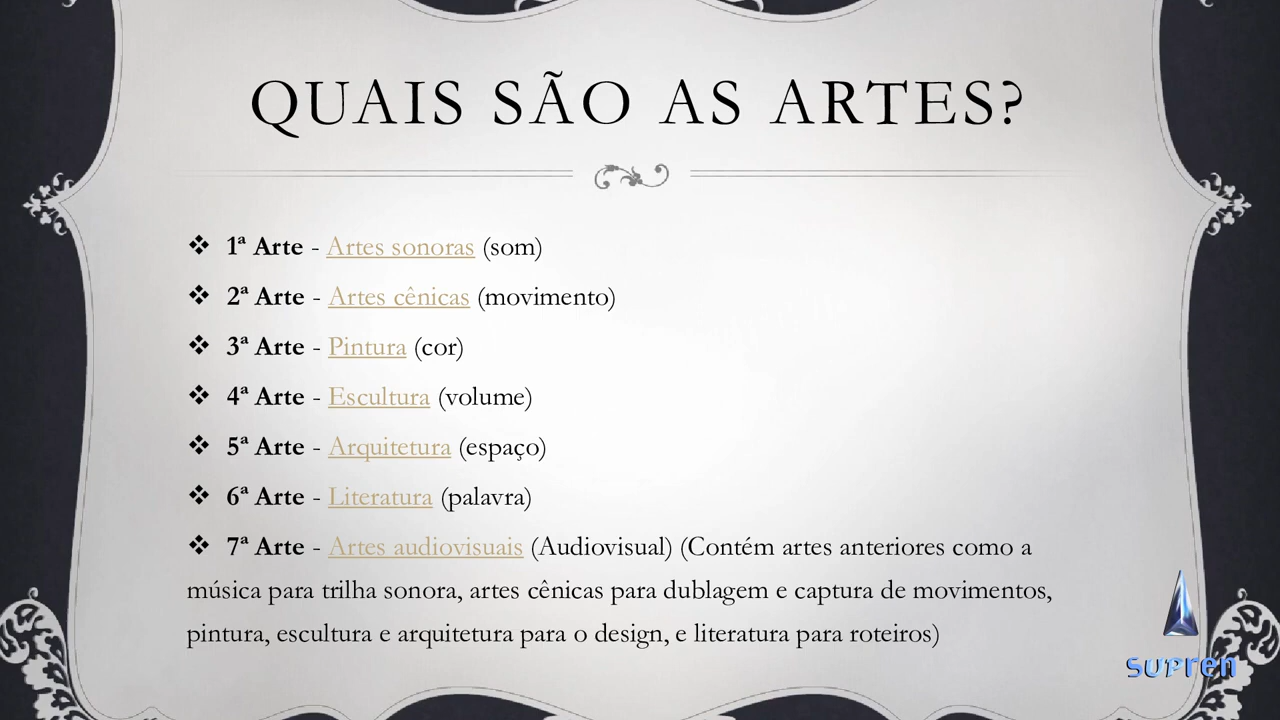 QUAIS SÃO AS ARTES?
❖ 1ª Arte - Artes sonoras (som)
❖ 2ª Arte - Artes cênicas (movimento)
❖ 3ª Arte - Pintura (cor)
❖ 4ª Arte - Escultura (volume)
❖ 5ª Arte - Arquitetura (espaço)
❖ 6ª Arte - Literatura (palavra)
❖ 7ª Arte - Artes audiovisuais (Audiovisual) (Contém artes anteriores como a
música para trilha sonora, artes cênicas para dublagem e captura de movimentos,
pintura, escultura e arquitetura para o design, e literatura para roteiros)
supren